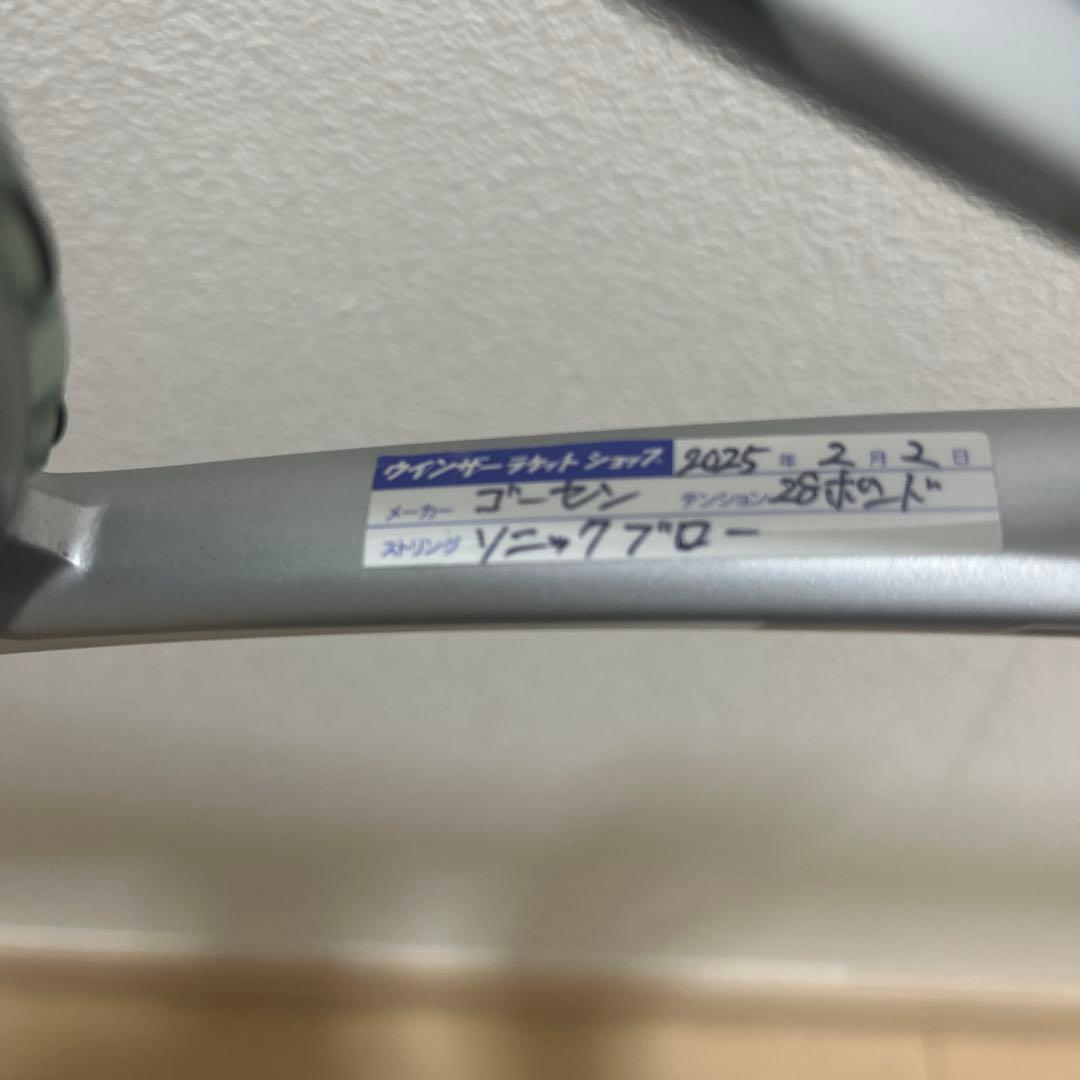 ウインザーラケットショップ 2025 年 2 月 2 日
メーカー ゴーセン テンション 28ポンド
ストリング ソニックブロー